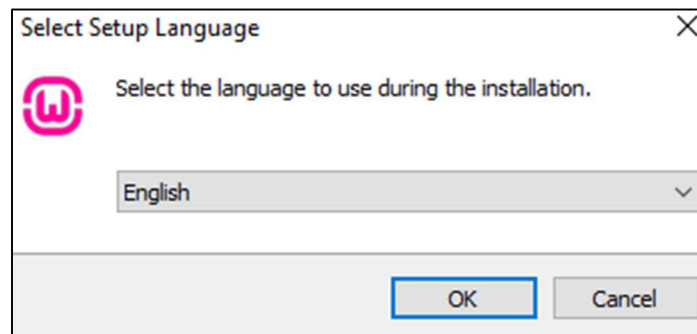 Select Setup Language
Select the language to use during the installation.
English
OK
Cancel